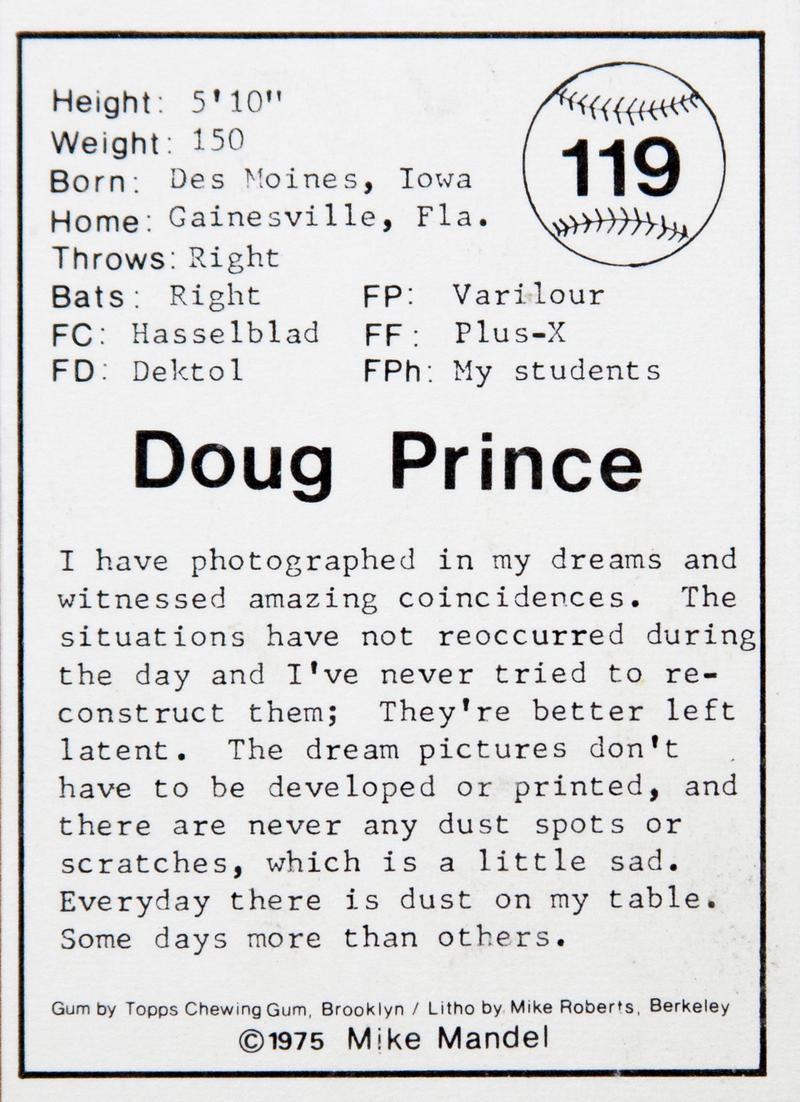 Height: 5'10"
119
Weight: 150
Born: Des Moines, Iowa
Home: Gainesville, Fla.
Throws: Right
Bats: Right FP: Varilour
FC: Hasselblad FF: Plus-X
FD: Dektol FPh: My students
Doug Prince
I have photographed in my dreams and
witnessed amazing coincidences. The
situations have not reoccurred during
the day and I've never tried to re-
construct them; They're better left
latent. The dream pictures don't
have to be developed or printed, and
there are never any dust spots or
scratches, which is a little sad.
Everyday there is dust on my table.
Some days more than others.
Gum by Topps Chewing Gum, Brooklyn / Litho by Mike Roberts, Berkeley
©1975 Mike Mandel